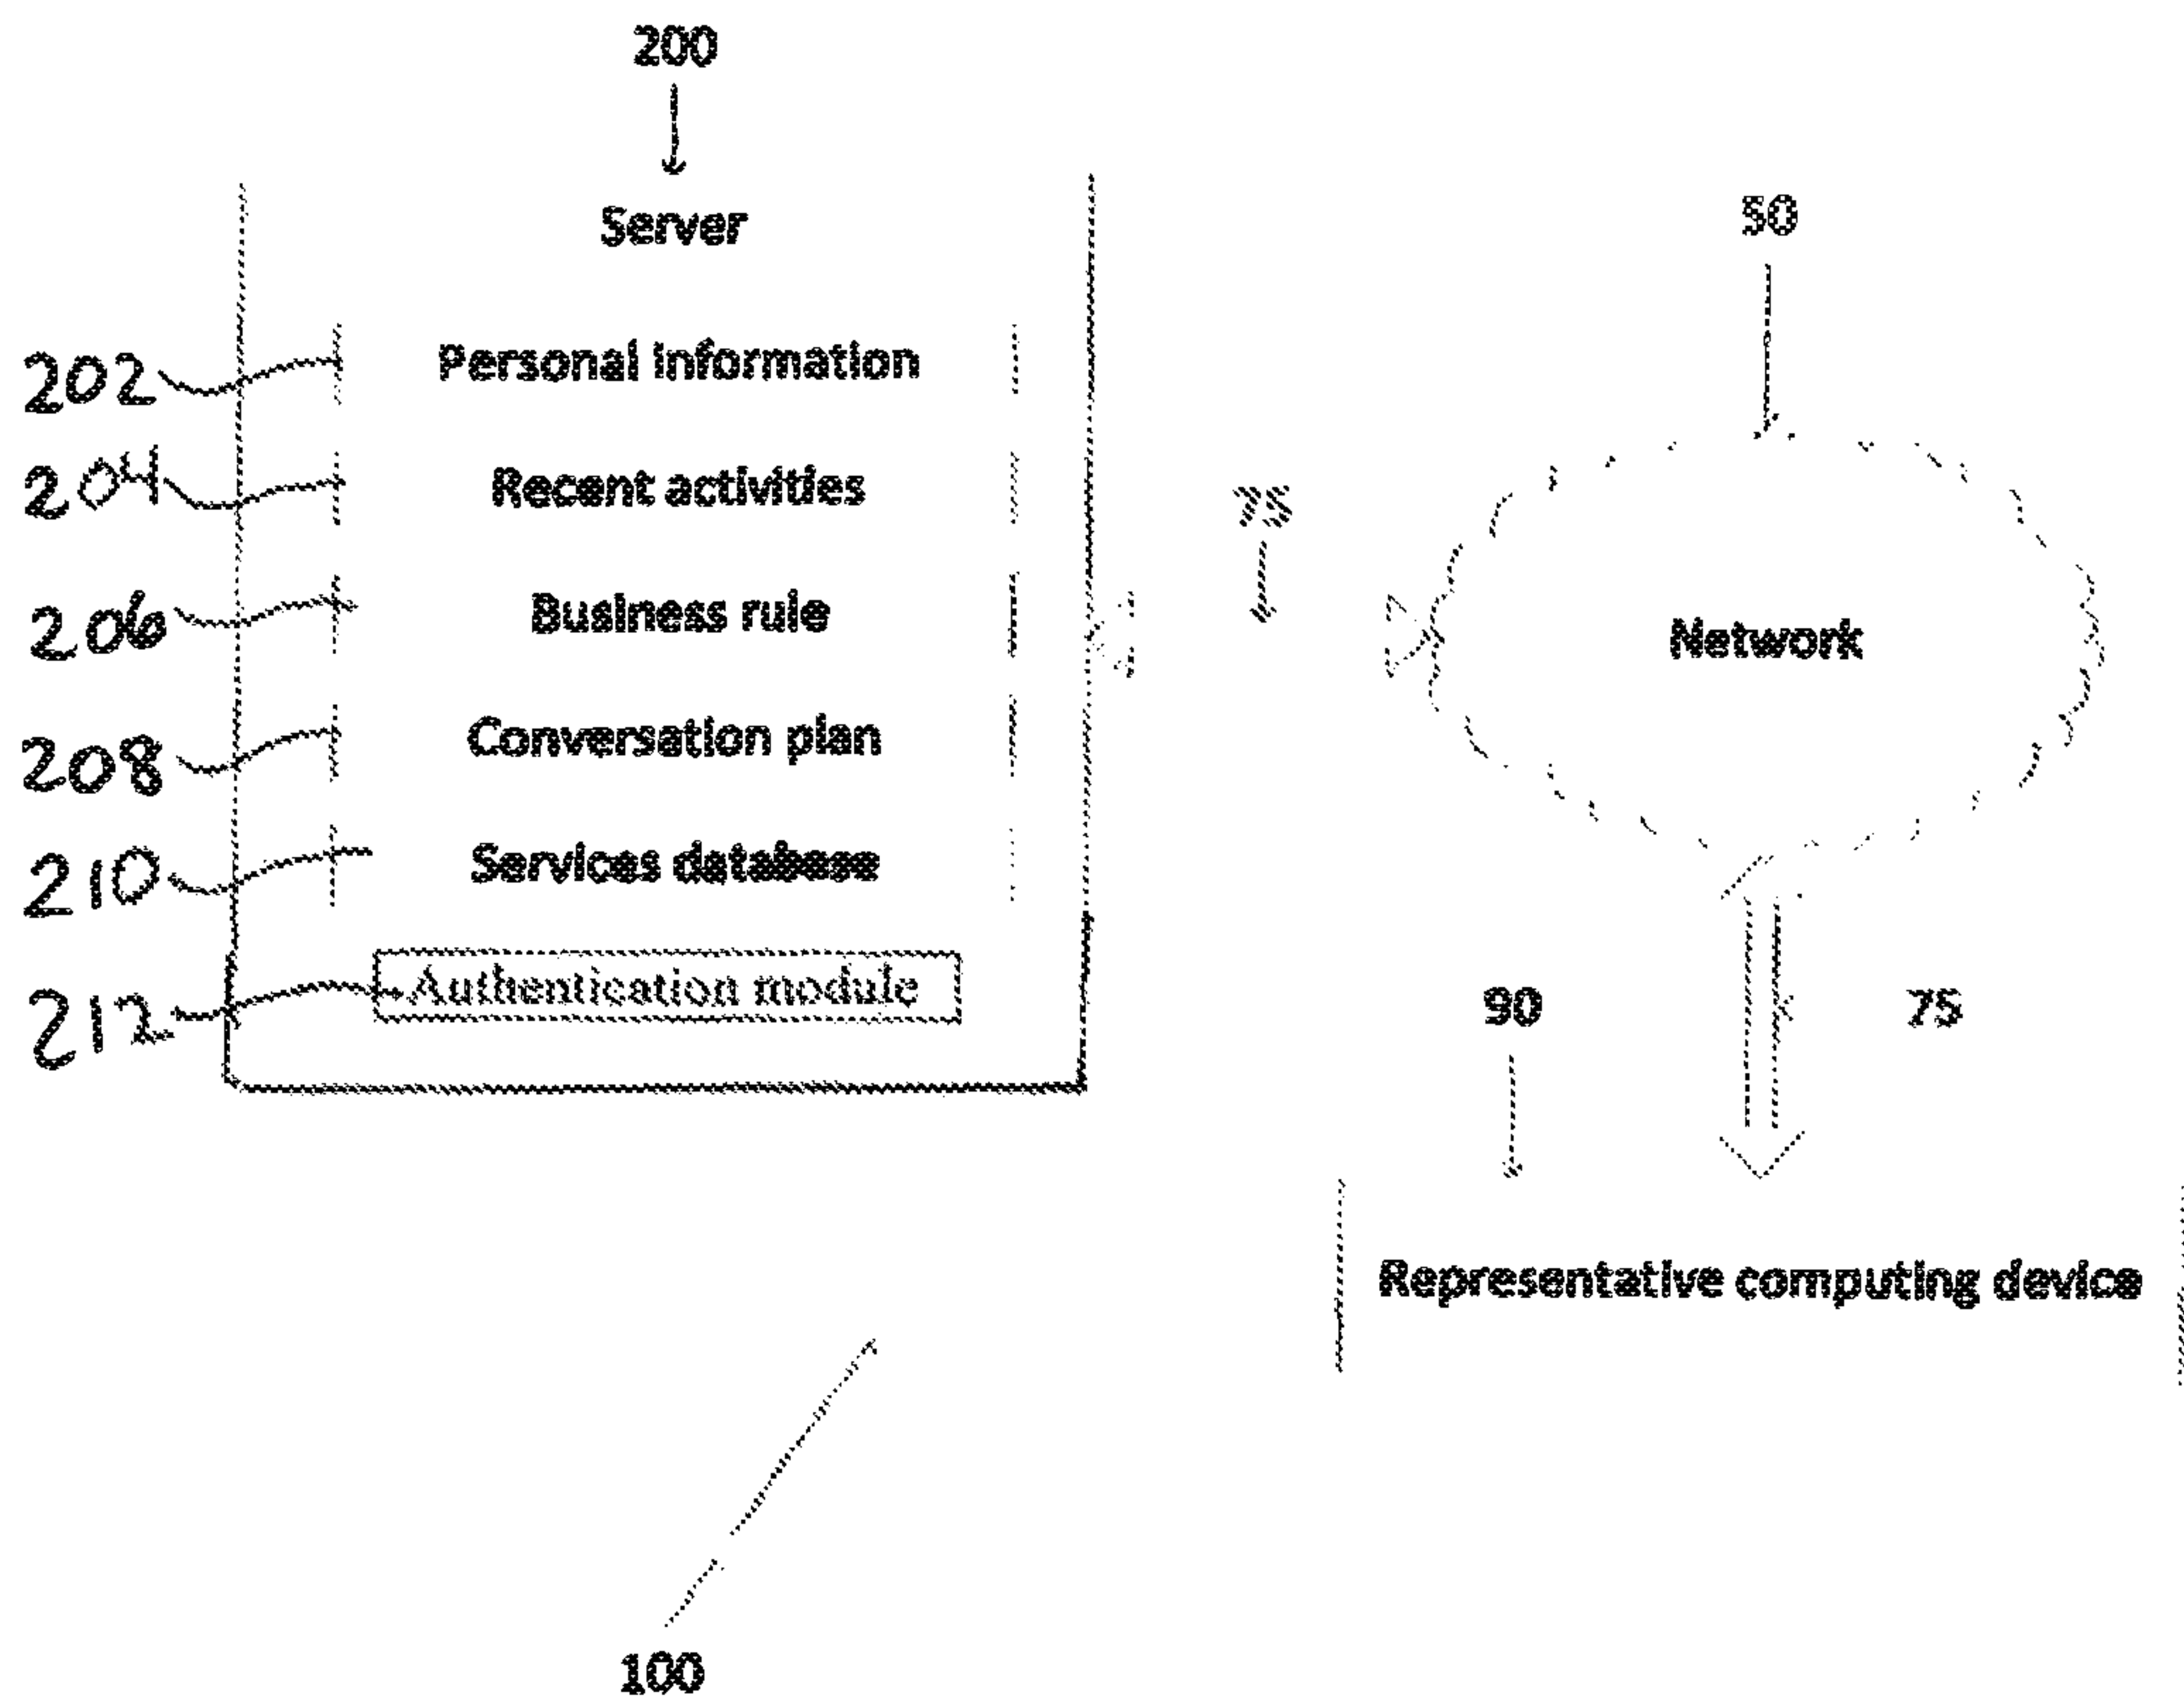 200
Server
50
202 Personal information
204 Recent activities
75
206 Business rule
Network
208 Conversation plan
210 Services database
212 Authentication module
90
75
Representative computing device
100